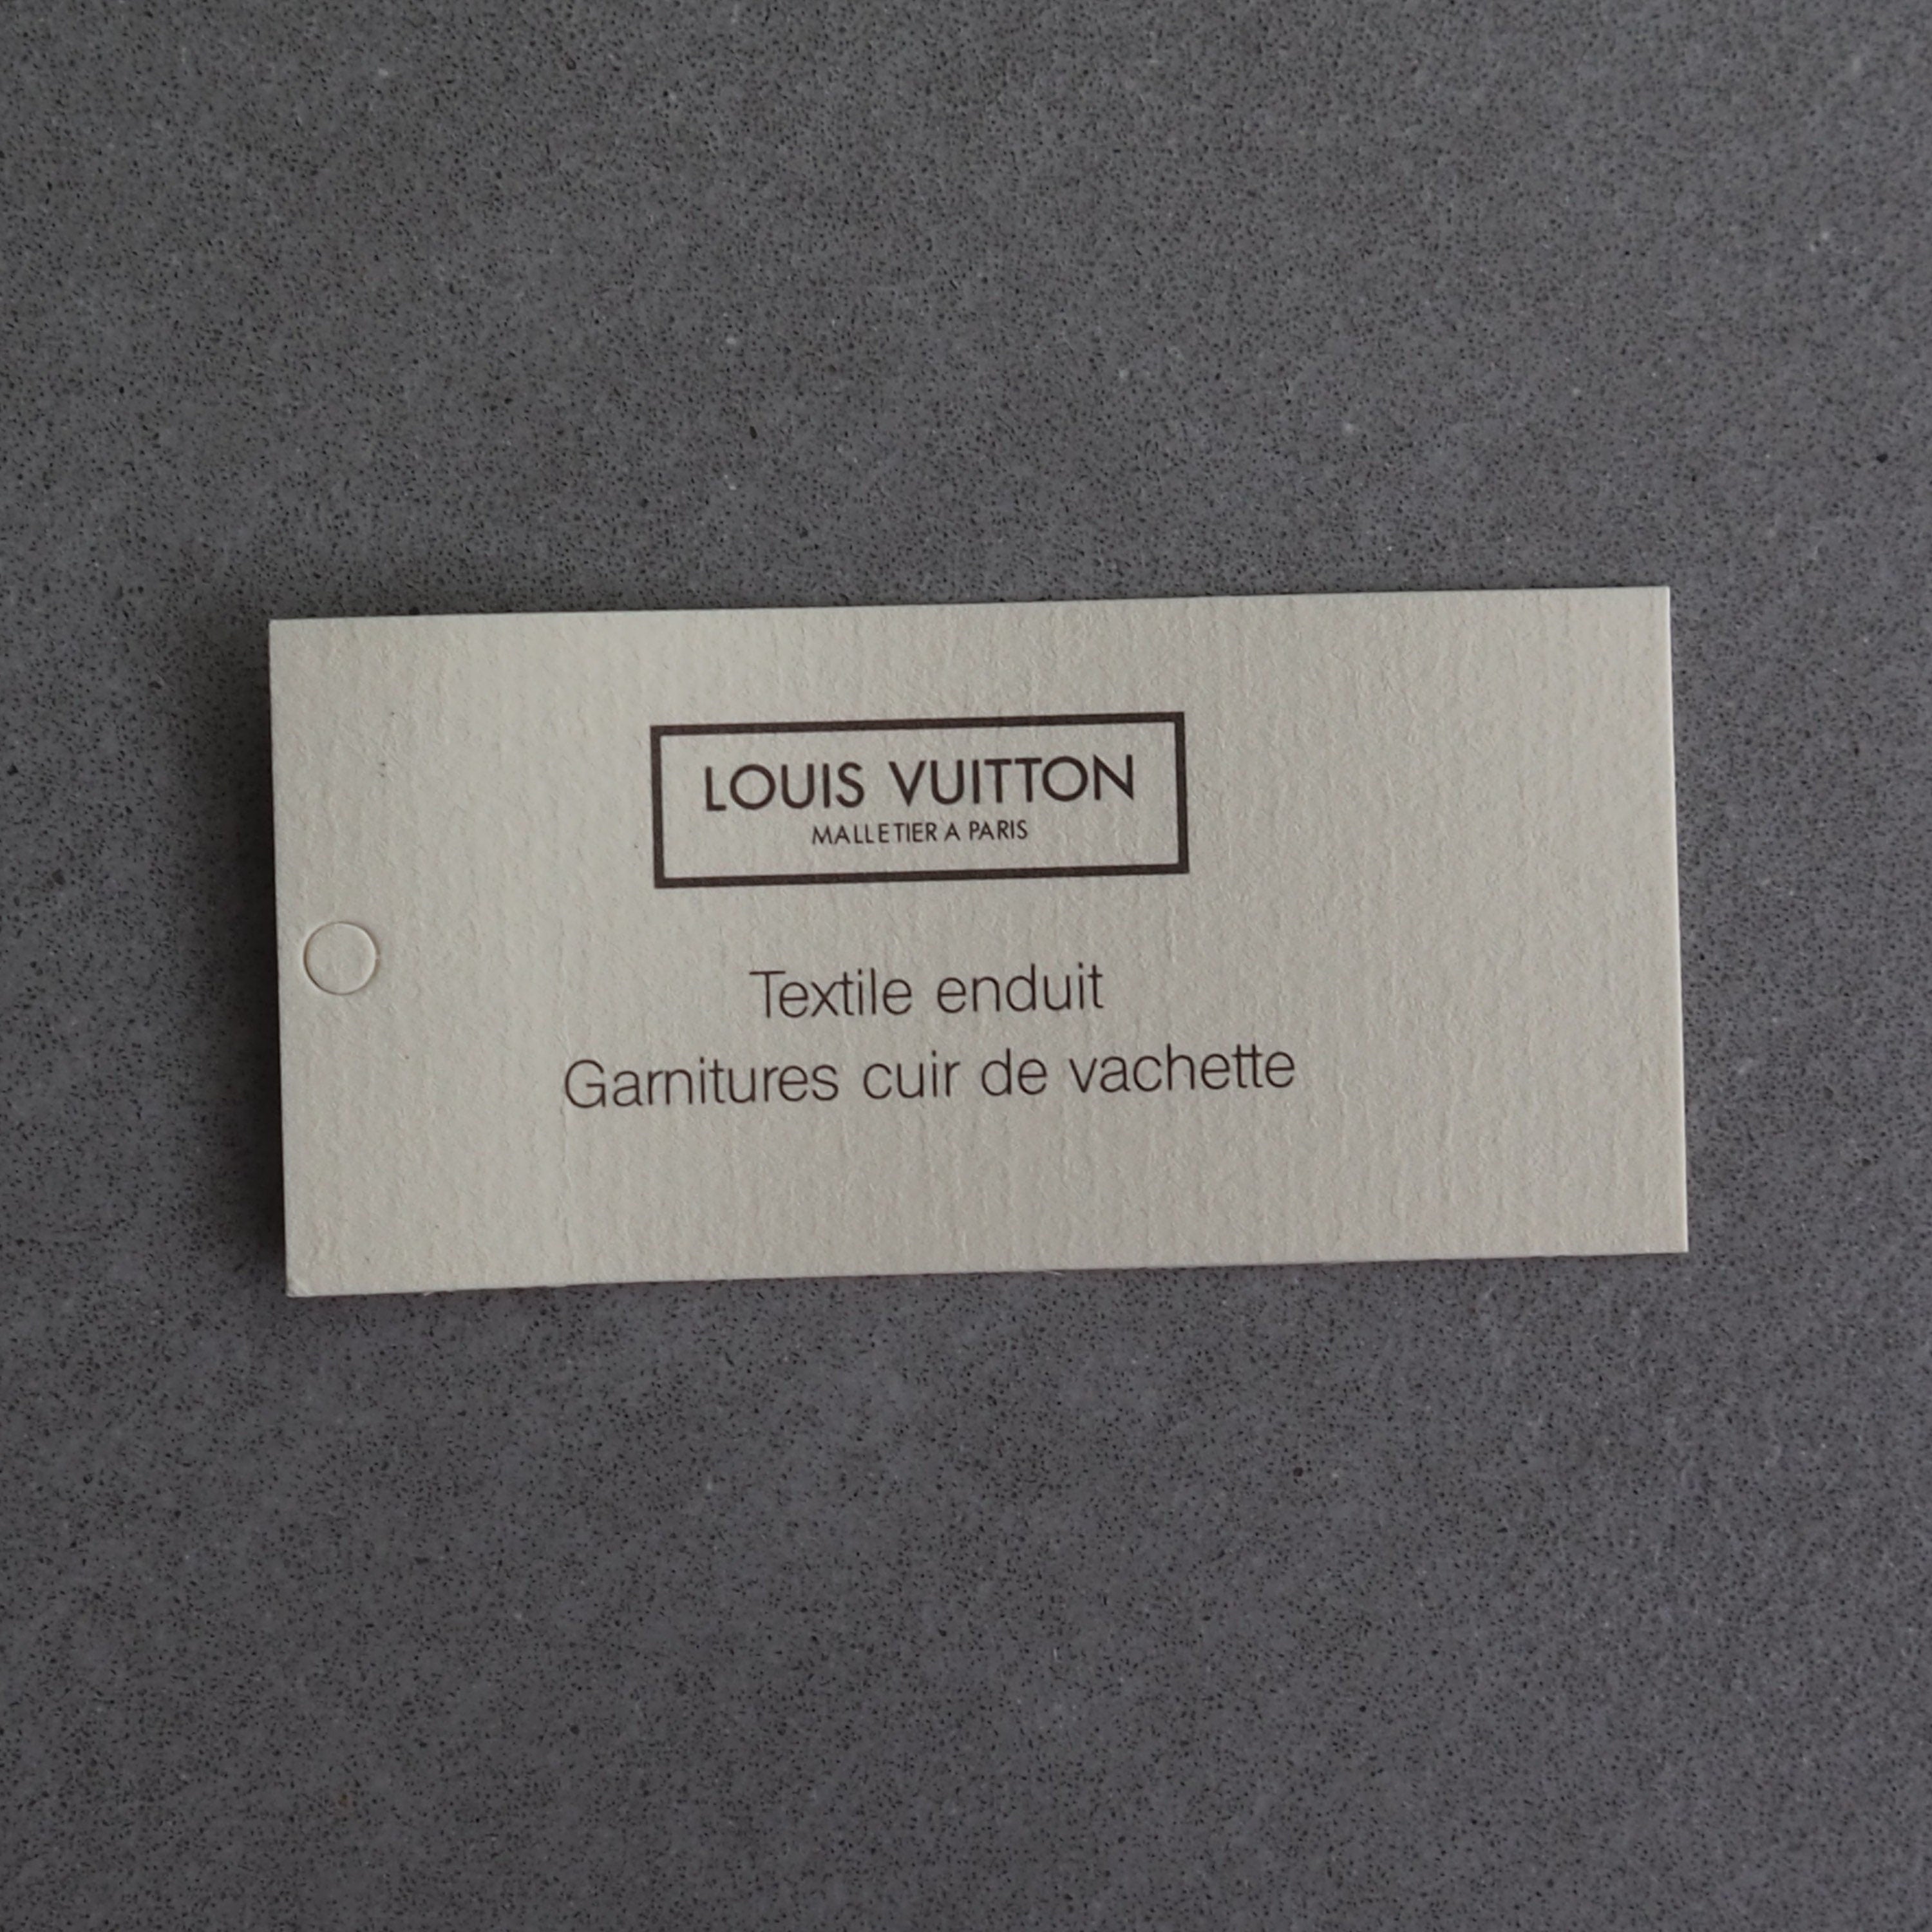 LOUIS VUITTON
MALLETIER A PARIS
Textile enduit
Garnitures cuir de vachette